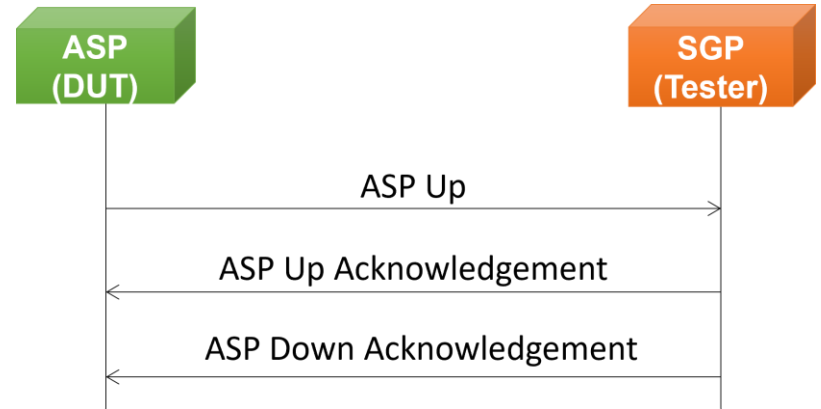 ASP
(DUT)
SGP
(Tester)
ASP Up
ASP Up Acknowledgement
ASP Down Acknowledgement